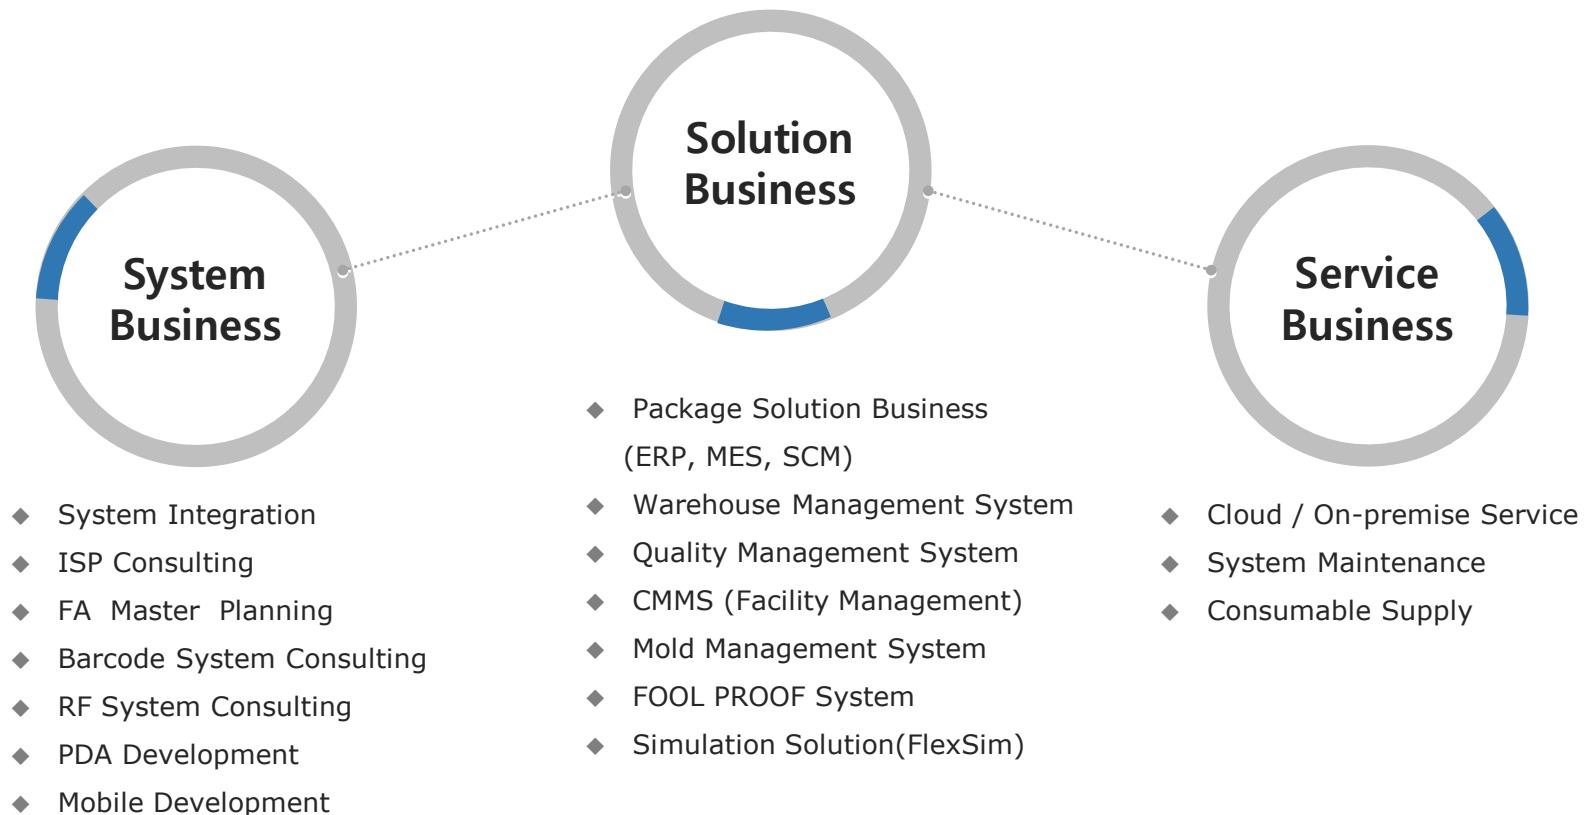 System
Business
System Integration
ISP Consulting
FA Master Planning
Barcode System Consulting
RF System Consulting
PDA Development
Mobile Development
Solution
Business
Package Solution Business
(ERP, MES, SCM)
Warehouse Management System
Quality Management System
CMMS (Facility Management)
Mold Management System
FOOL PROOF System
Simulation Solution(FlexSim)
Service
Business
Cloud / On-premise Service
System Maintenance
Consumable Supply